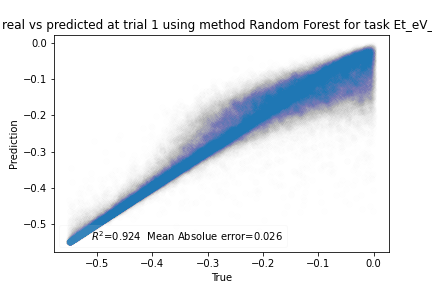 real vs predicted at trial 1 using method Random Forest for task Et_eV_
0.0
−0.1
−0.2
−0.3
−0.4
−0.5
Prediction
R²=0.924 Mean Absolue error=0.026
−0.5 −0.4 −0.3 −0.2 −0.1 0.0
True